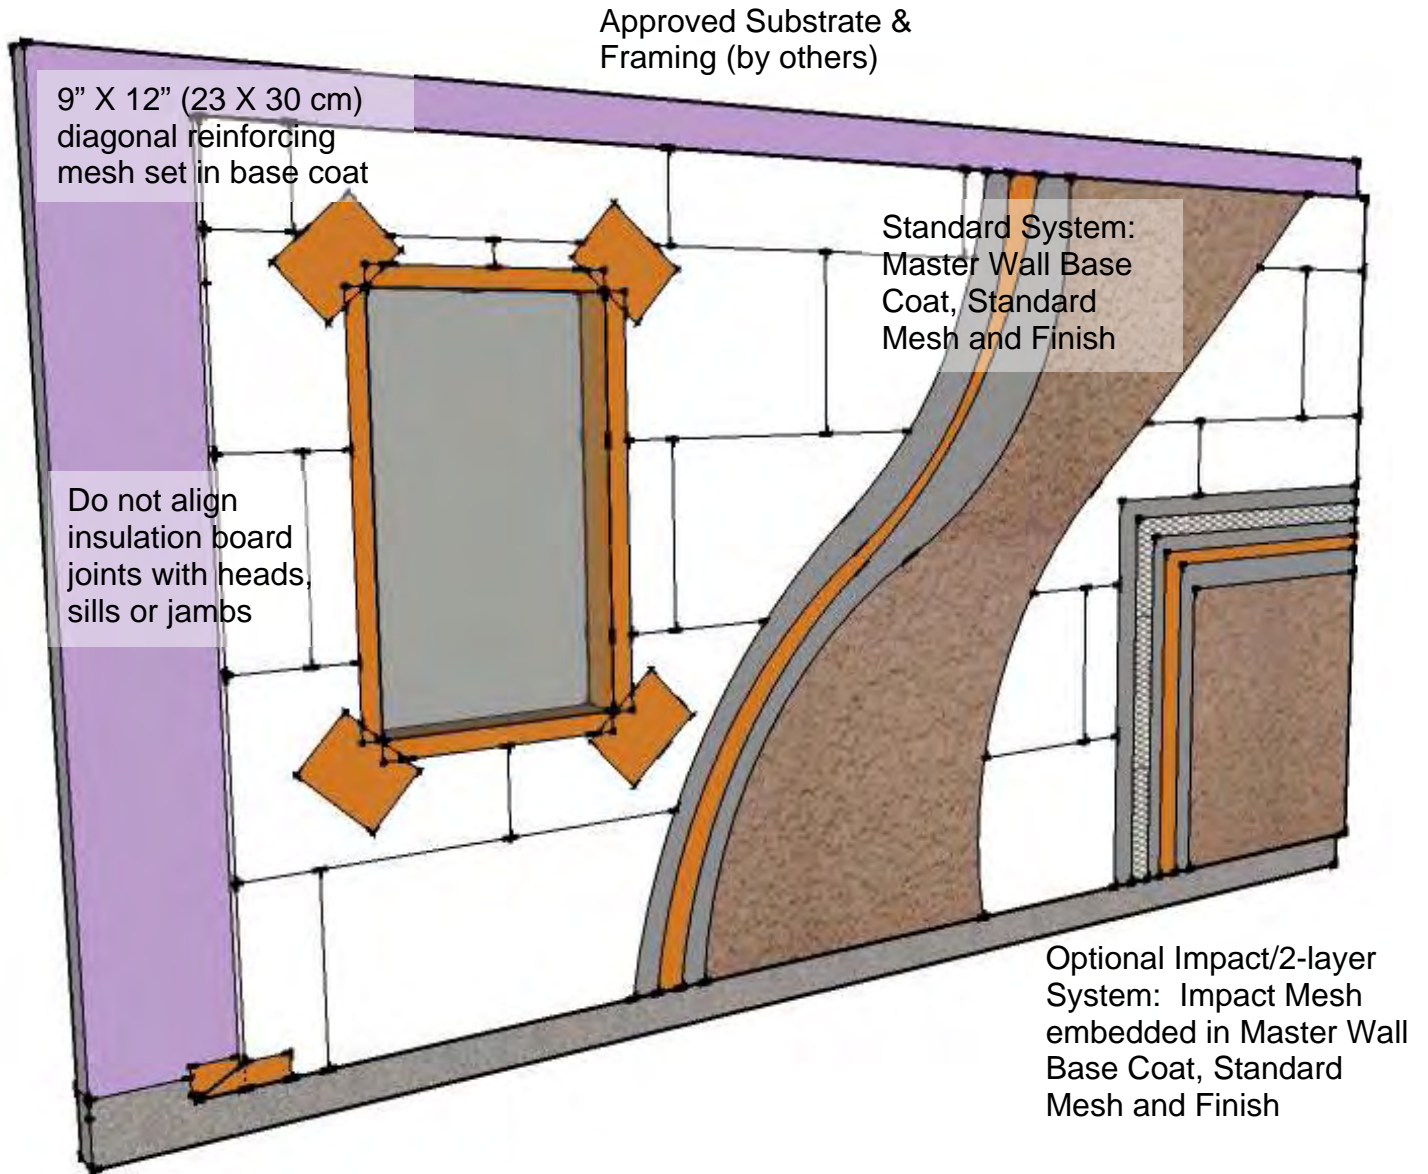 Approved Substrate &
Framing (by others)
9” X 12” (23 X 30 cm)
diagonal reinforcing
mesh set in base coat
Standard System:
Master Wall Base
Coat, Standard
Mesh and Finish
Do not align
insulation board
joints with heads,
sills or jambs
Optional Impact/2-layer
System:  Impact Mesh
embedded in Master Wall
Base Coat, Standard
Mesh and Finish